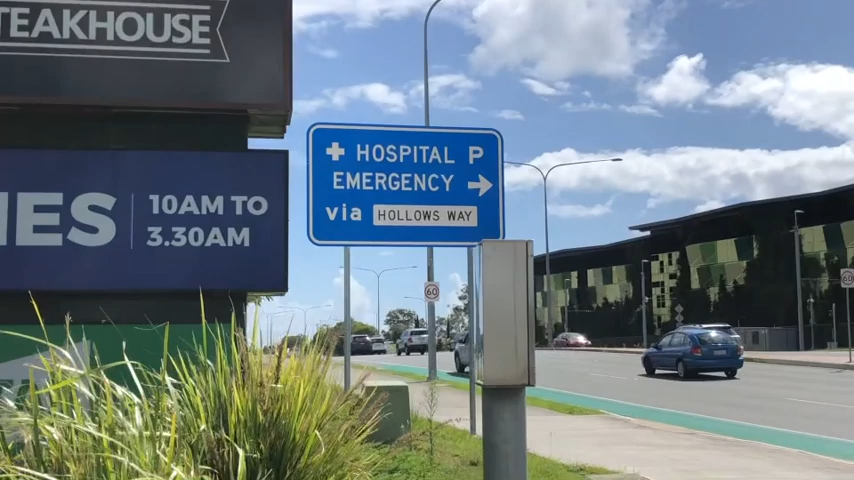 TEAKHOUSE
HOSPITAL P
EMERGENCY
via HOLLOWS WAY
ES
10AM TO
3.30AM
60
60